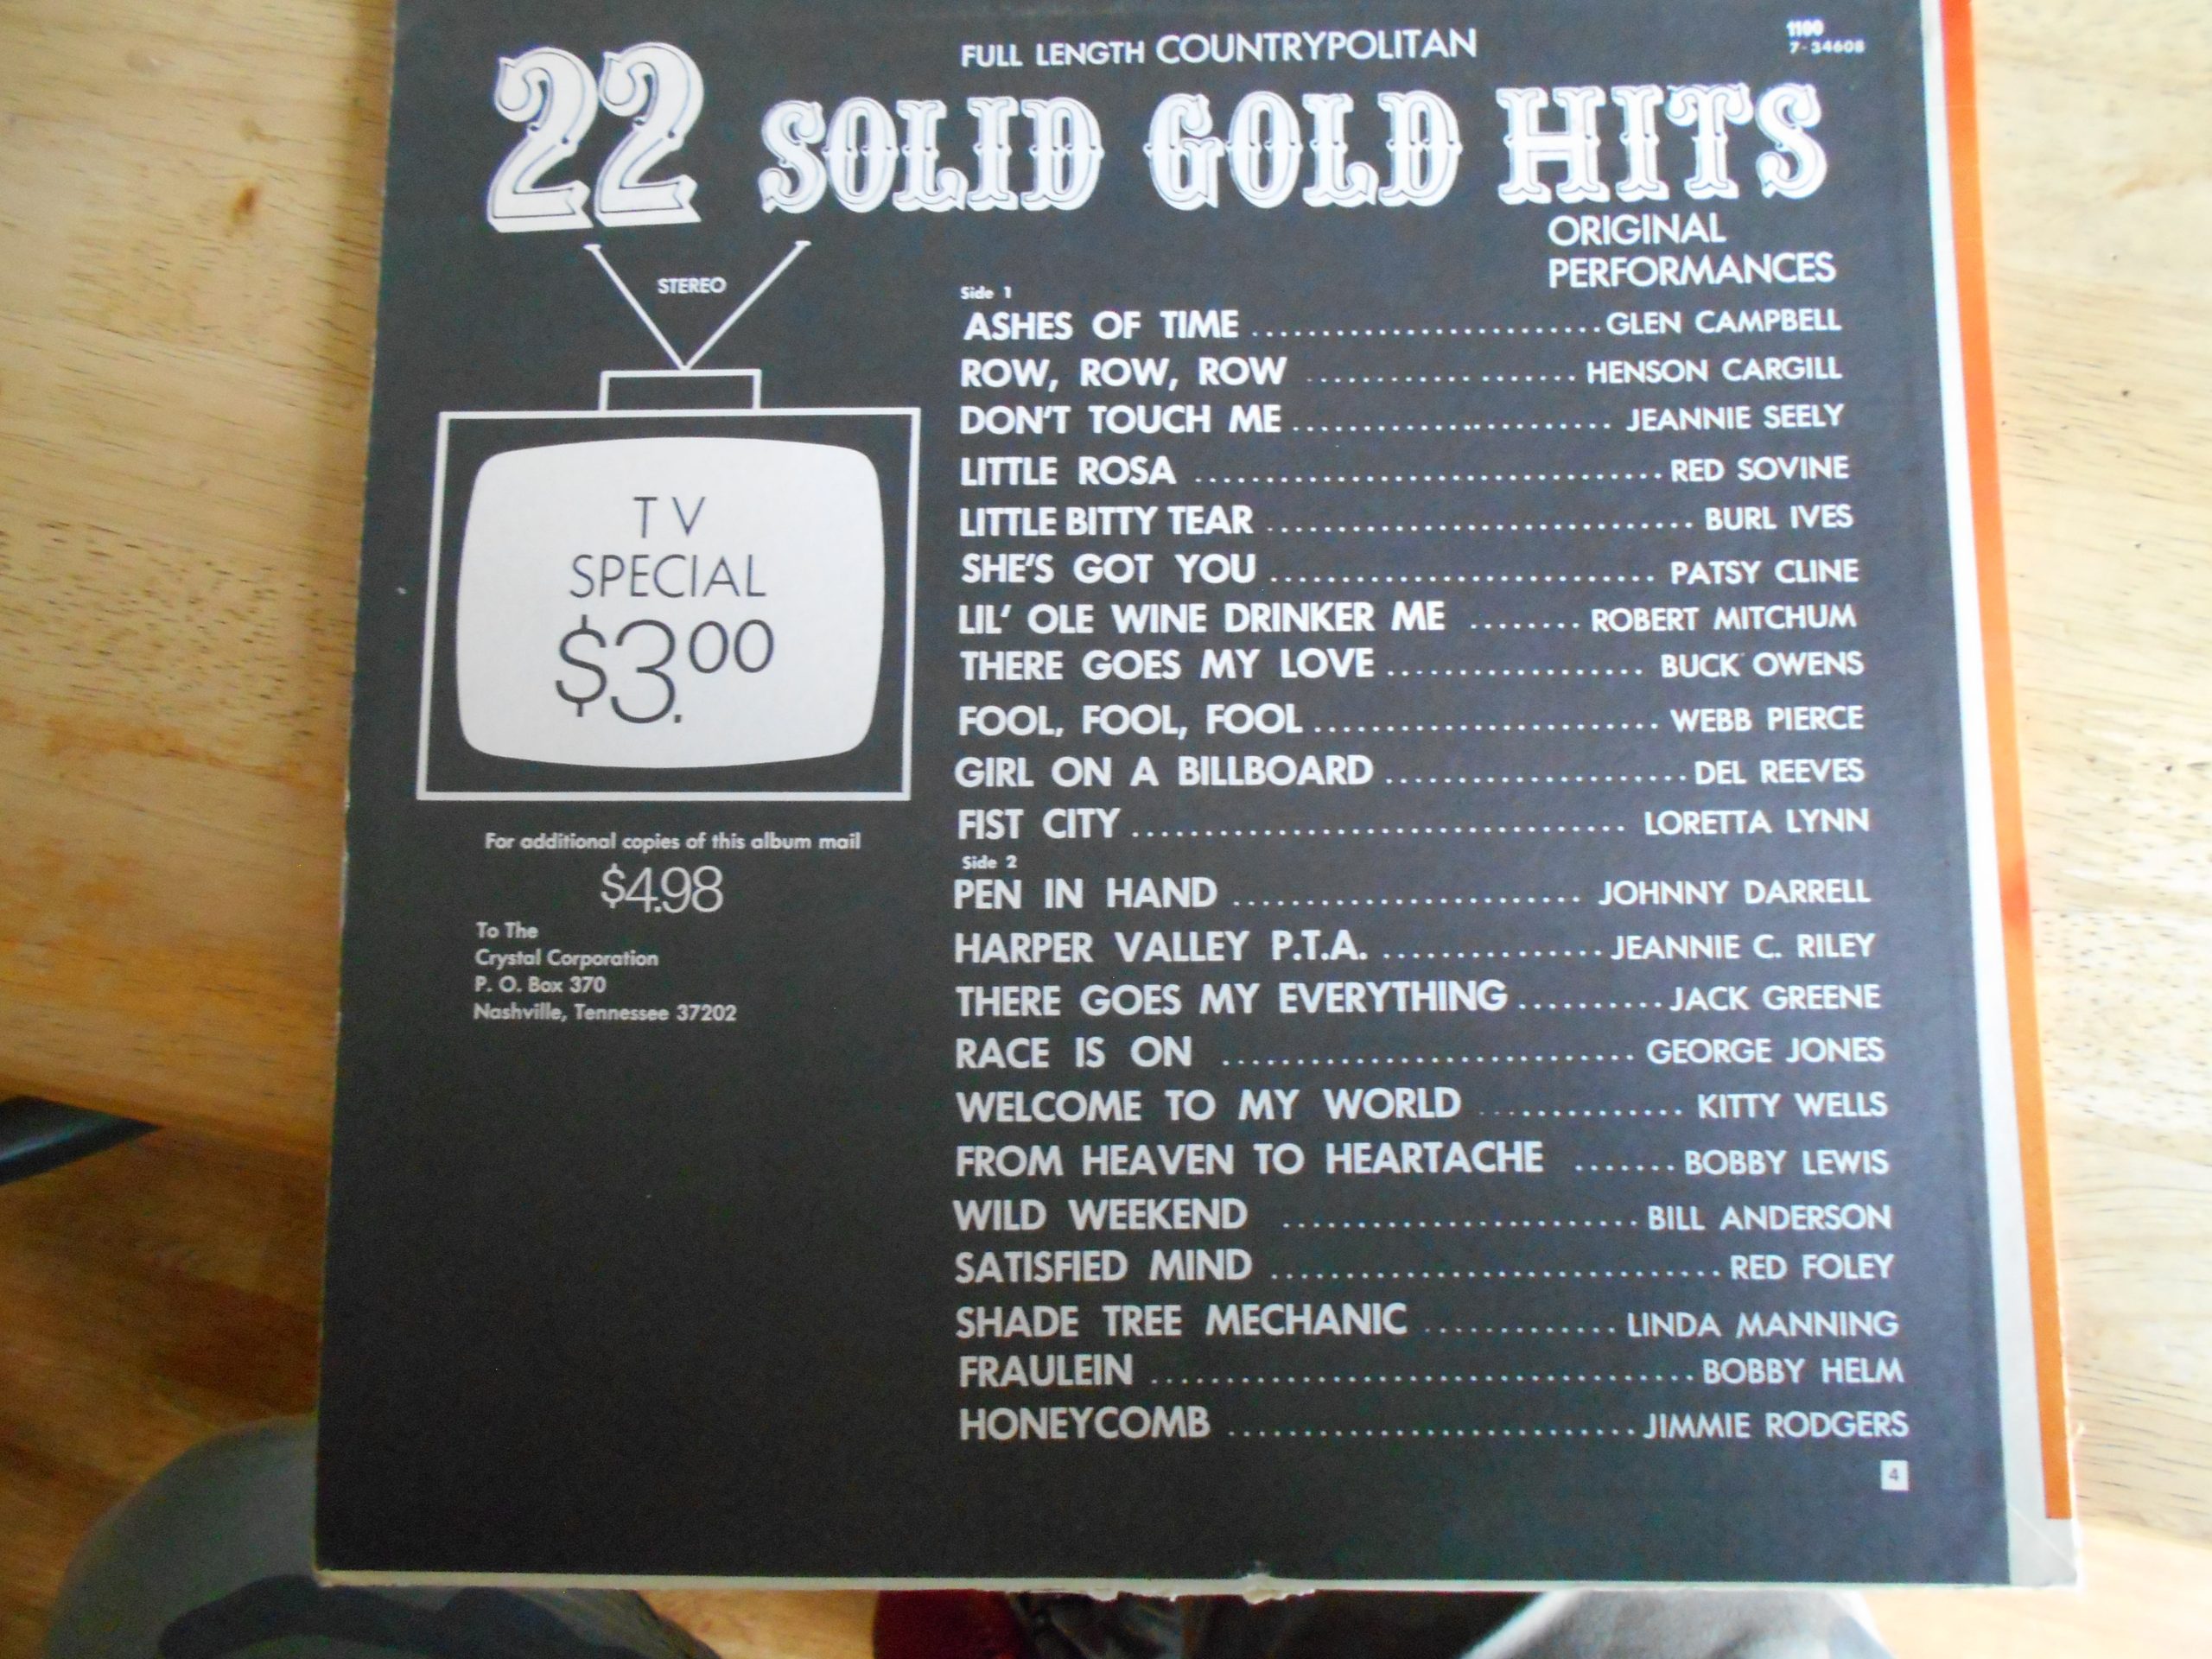 FULL LENGTH COUNTRYPOLITAN
1100
7-34608
22 SOLID GOLD HITS
ORIGINAL
PERFORMANCES
STEREO
TV
SPECIAL
$3.00
For additional copies of this album mail
$4.98
To The
Crystal Corporation
P. O. Box 370
Nashville, Tennessee 37202
Side 1
ASHES OF TIME ........................ GLEN CAMPBELL
ROW, ROW, ROW .................. HENSON CARGILL
DON'T TOUCH ME ...................... JEANNIE SEELY
LITTLE ROSA ................................ RED SOVINE
LITTLE BITTY TEAR ............................. BURL IVES
SHE'S GOT YOU .......................... PATSY CLINE
LIL' OLE WINE DRINKER ME ........ ROBERT MITCHUM
THERE GOES MY LOVE .................. BUCK OWENS
FOOL, FOOL, FOOL ........................ WEBB PIERCE
GIRL ON A BILLBOARD ..................... DEL REEVES
FIST CITY .................................. LORETTA LYNN
Side 2
PEN IN HAND ........................ JOHNNY DARRELL
HARPER VALLEY P.T.A. ............... JEANNIE C. RILEY
THERE GOES MY EVERYTHING .......... JACK GREENE
RACE IS ON ............................ GEORGE JONES
WELCOME TO MY WORLD .............. KITTY WELLS
FROM HEAVEN TO HEARTACHE ....... BOBBY LEWIS
WILD WEEKEND ........................ BILL ANDERSON
SATISFIED MIND ............................... RED FOLEY
SHADE TREE MECHANIC ............. LINDA MANNING
FRAULEIN ..................................... BOBBY HELM
HONEYCOMB ............................ JIMMIE RODGERS
4